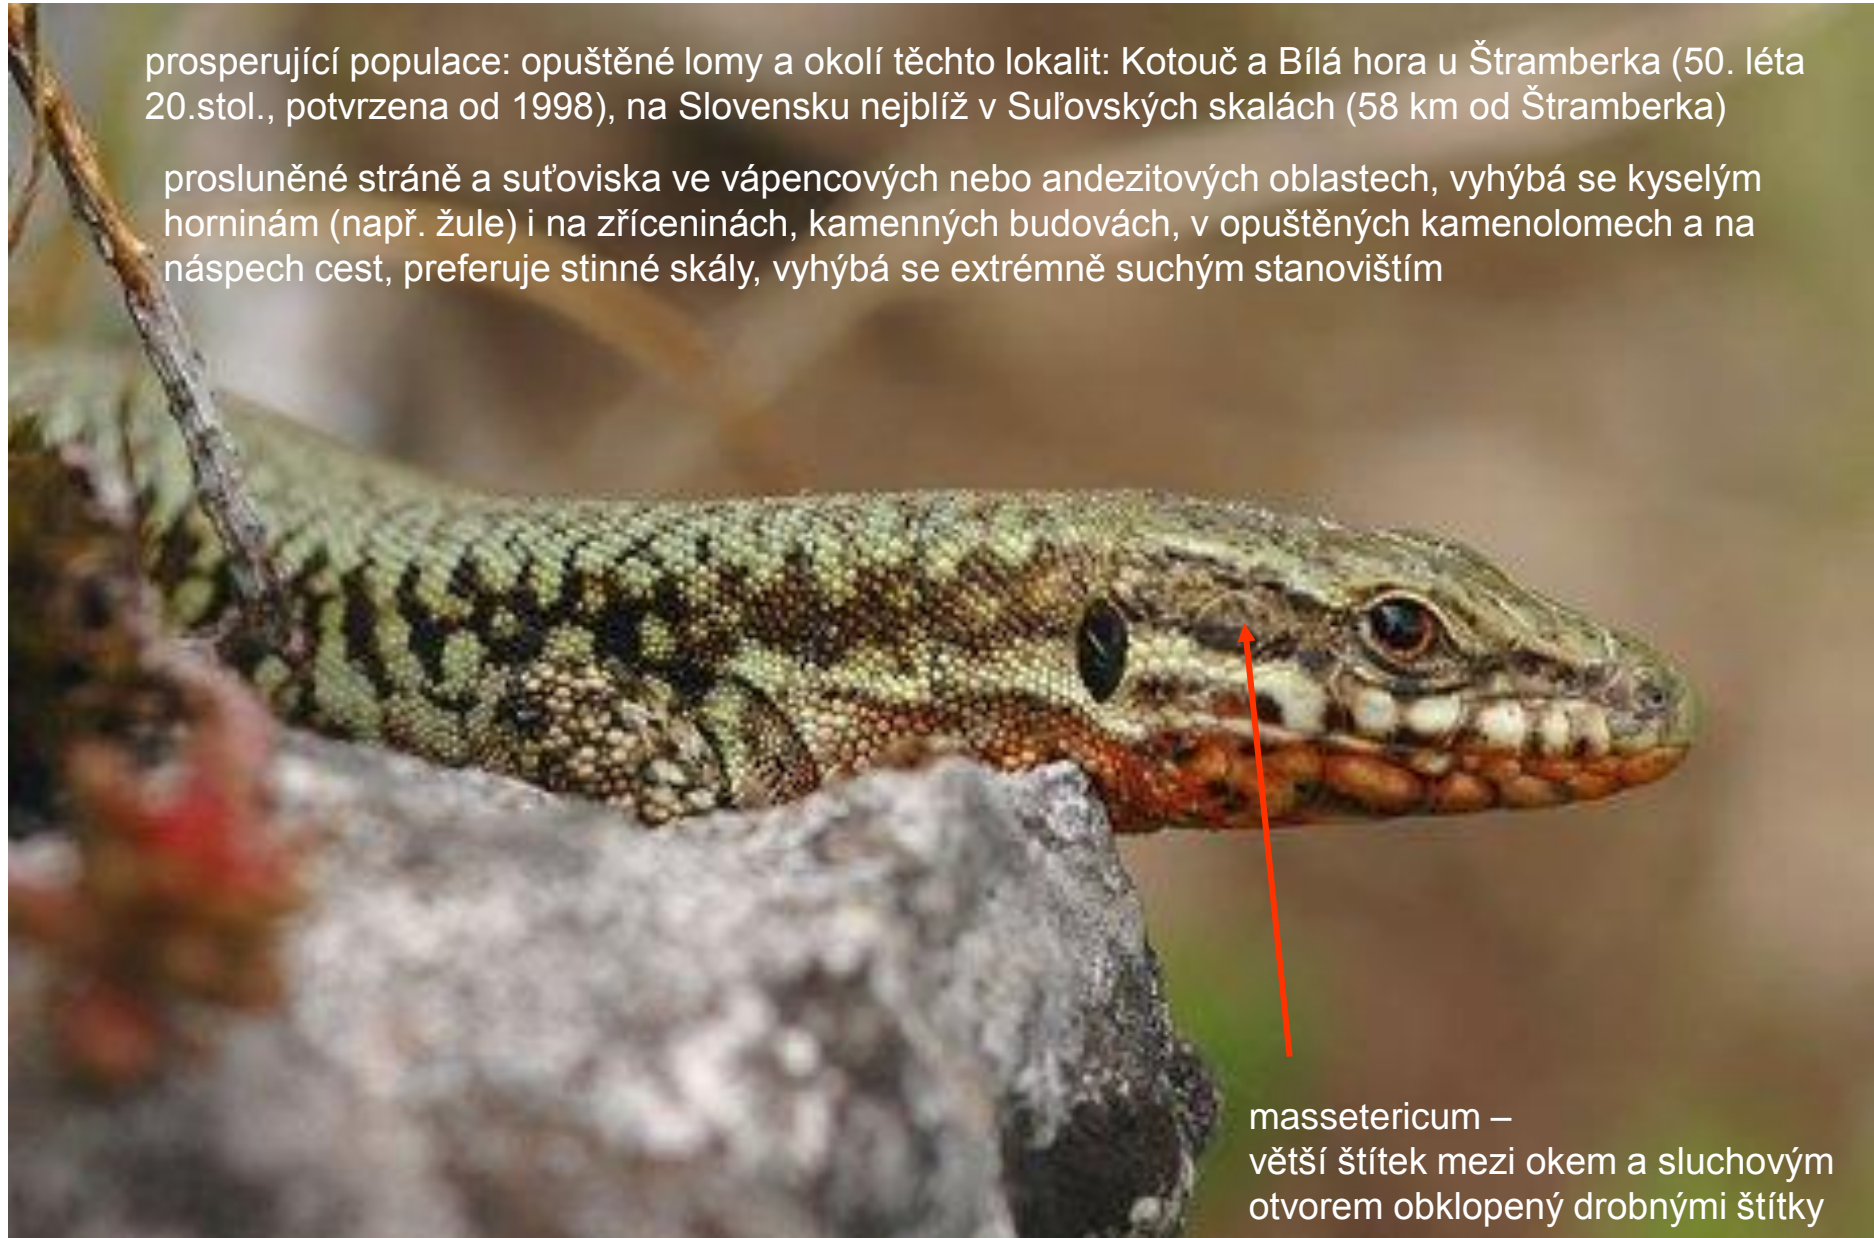 prosperující populace: opuštěné lomy a okolí těchto lokalit: Kotouč a Bílá hora u Štramberka (50. léta
20.stol., potvrzena od 1998), na Slovensku nejblíž v Suľovských skalách (58 km od Štramberka)
prosluněné stráně a suťoviska ve vápencových nebo andezitových oblastech, vyhýbá se kyselým
horninám (např. žule) i na zříceninách, kamenných budovách, v opuštěných kamenolomech a na
náspech cest, preferuje stinné skály, vyhýbá se extrémně suchým stanovištím
massetericum –
větší štítek mezi okem a sluchovým
otvorem obklopený drobnými štítky